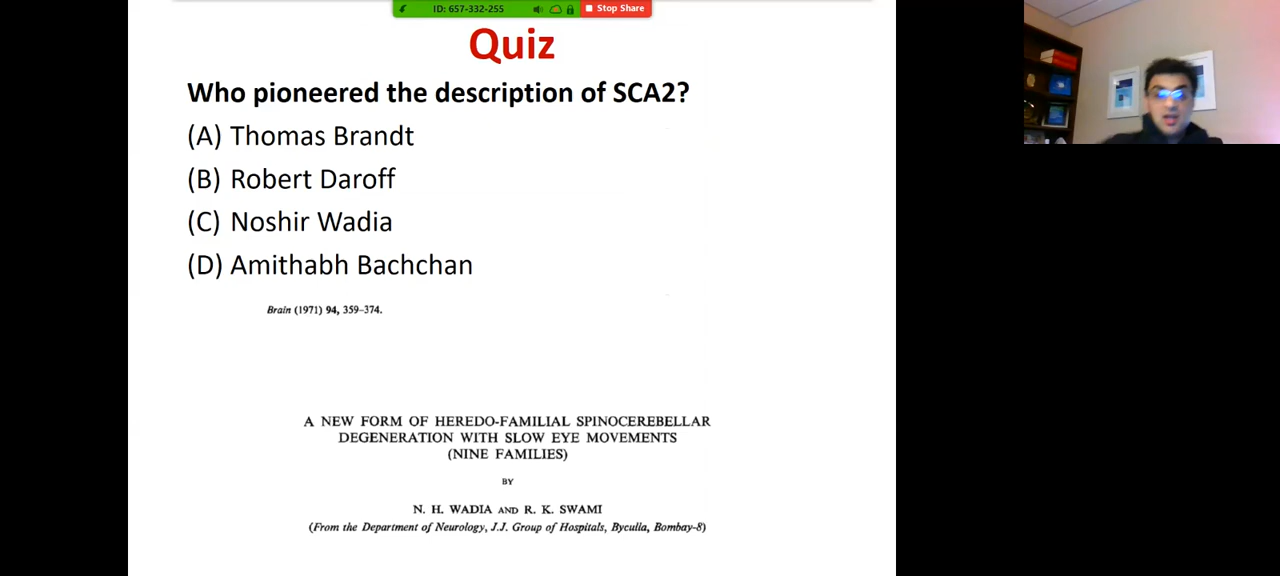 ID: 657-332-255
Stop Share
Quiz
Who pioneered the description of SCA2?
(A) Thomas Brandt
(B) Robert Daroff
(C) Noshir Wadia
(D) Amithabh Bachchan
Brain (1971) 94, 359–374.
A NEW FORM OF HEREDO-FAMILIAL SPINOCEREBELLAR
DEGENERATION WITH SLOW EYE MOVEMENTS
(NINE FAMILIES)
BY
N. H. WADIA AND R. K. SWAMI
(From the Department of Neurology, J.J. Group of Hospitals, Byculla, Bombay-8)